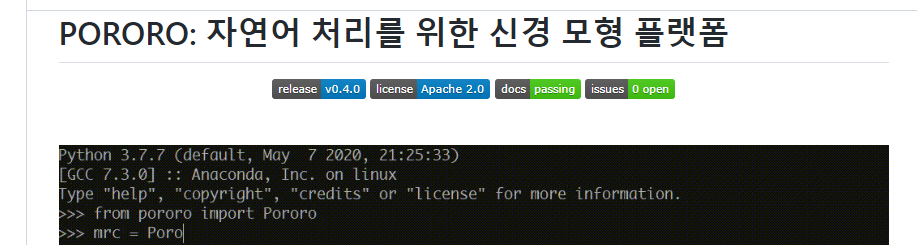 PORORO: 자연어 처리를 위한 신경 모형 플랫폼
release v0.4.0 license Apache 2.0 docs passing issues 0 open
Python 3.7.7 (default, May  7 2020, 21:25:33)
[GCC 7.3.0] :: Anaconda, Inc. on linux
Type "help", "copyright", "credits" or "license" for more information.
>>> from pororo import Pororo
>>> mrc = Poro